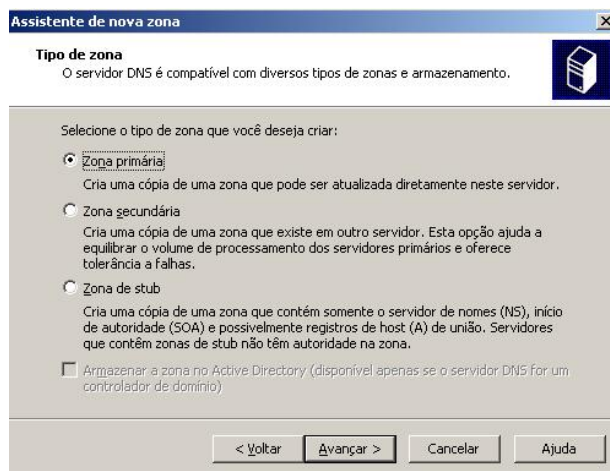 Assistente de nova zona
Tipo de zona
O servidor DNS é compatível com diversos tipos de zonas e armazenamento.
Selecione o tipo de zona que você deseja criar:
Zona primária
Cria uma cópia de uma zona que pode ser atualizada diretamente neste servidor.
Zona secundária
Cria uma cópia de uma zona que existe em outro servidor. Esta opção ajuda a
equilibrar o volume de processamento dos servidores primários e oferece
tolerância a falhas.
Zona de stub
Cria uma cópia de uma zona que contém somente o servidor de nomes (NS), início
de autoridade (SOA) e possivelmente registros de host (A) de união. Servidores
que contêm zonas de stub não têm autoridade na zona.
Armazenar a zona no Active Directory (disponível apenas se o servidor DNS for um
controlador de domínio)
< Voltar Avançar > Cancelar Ajuda